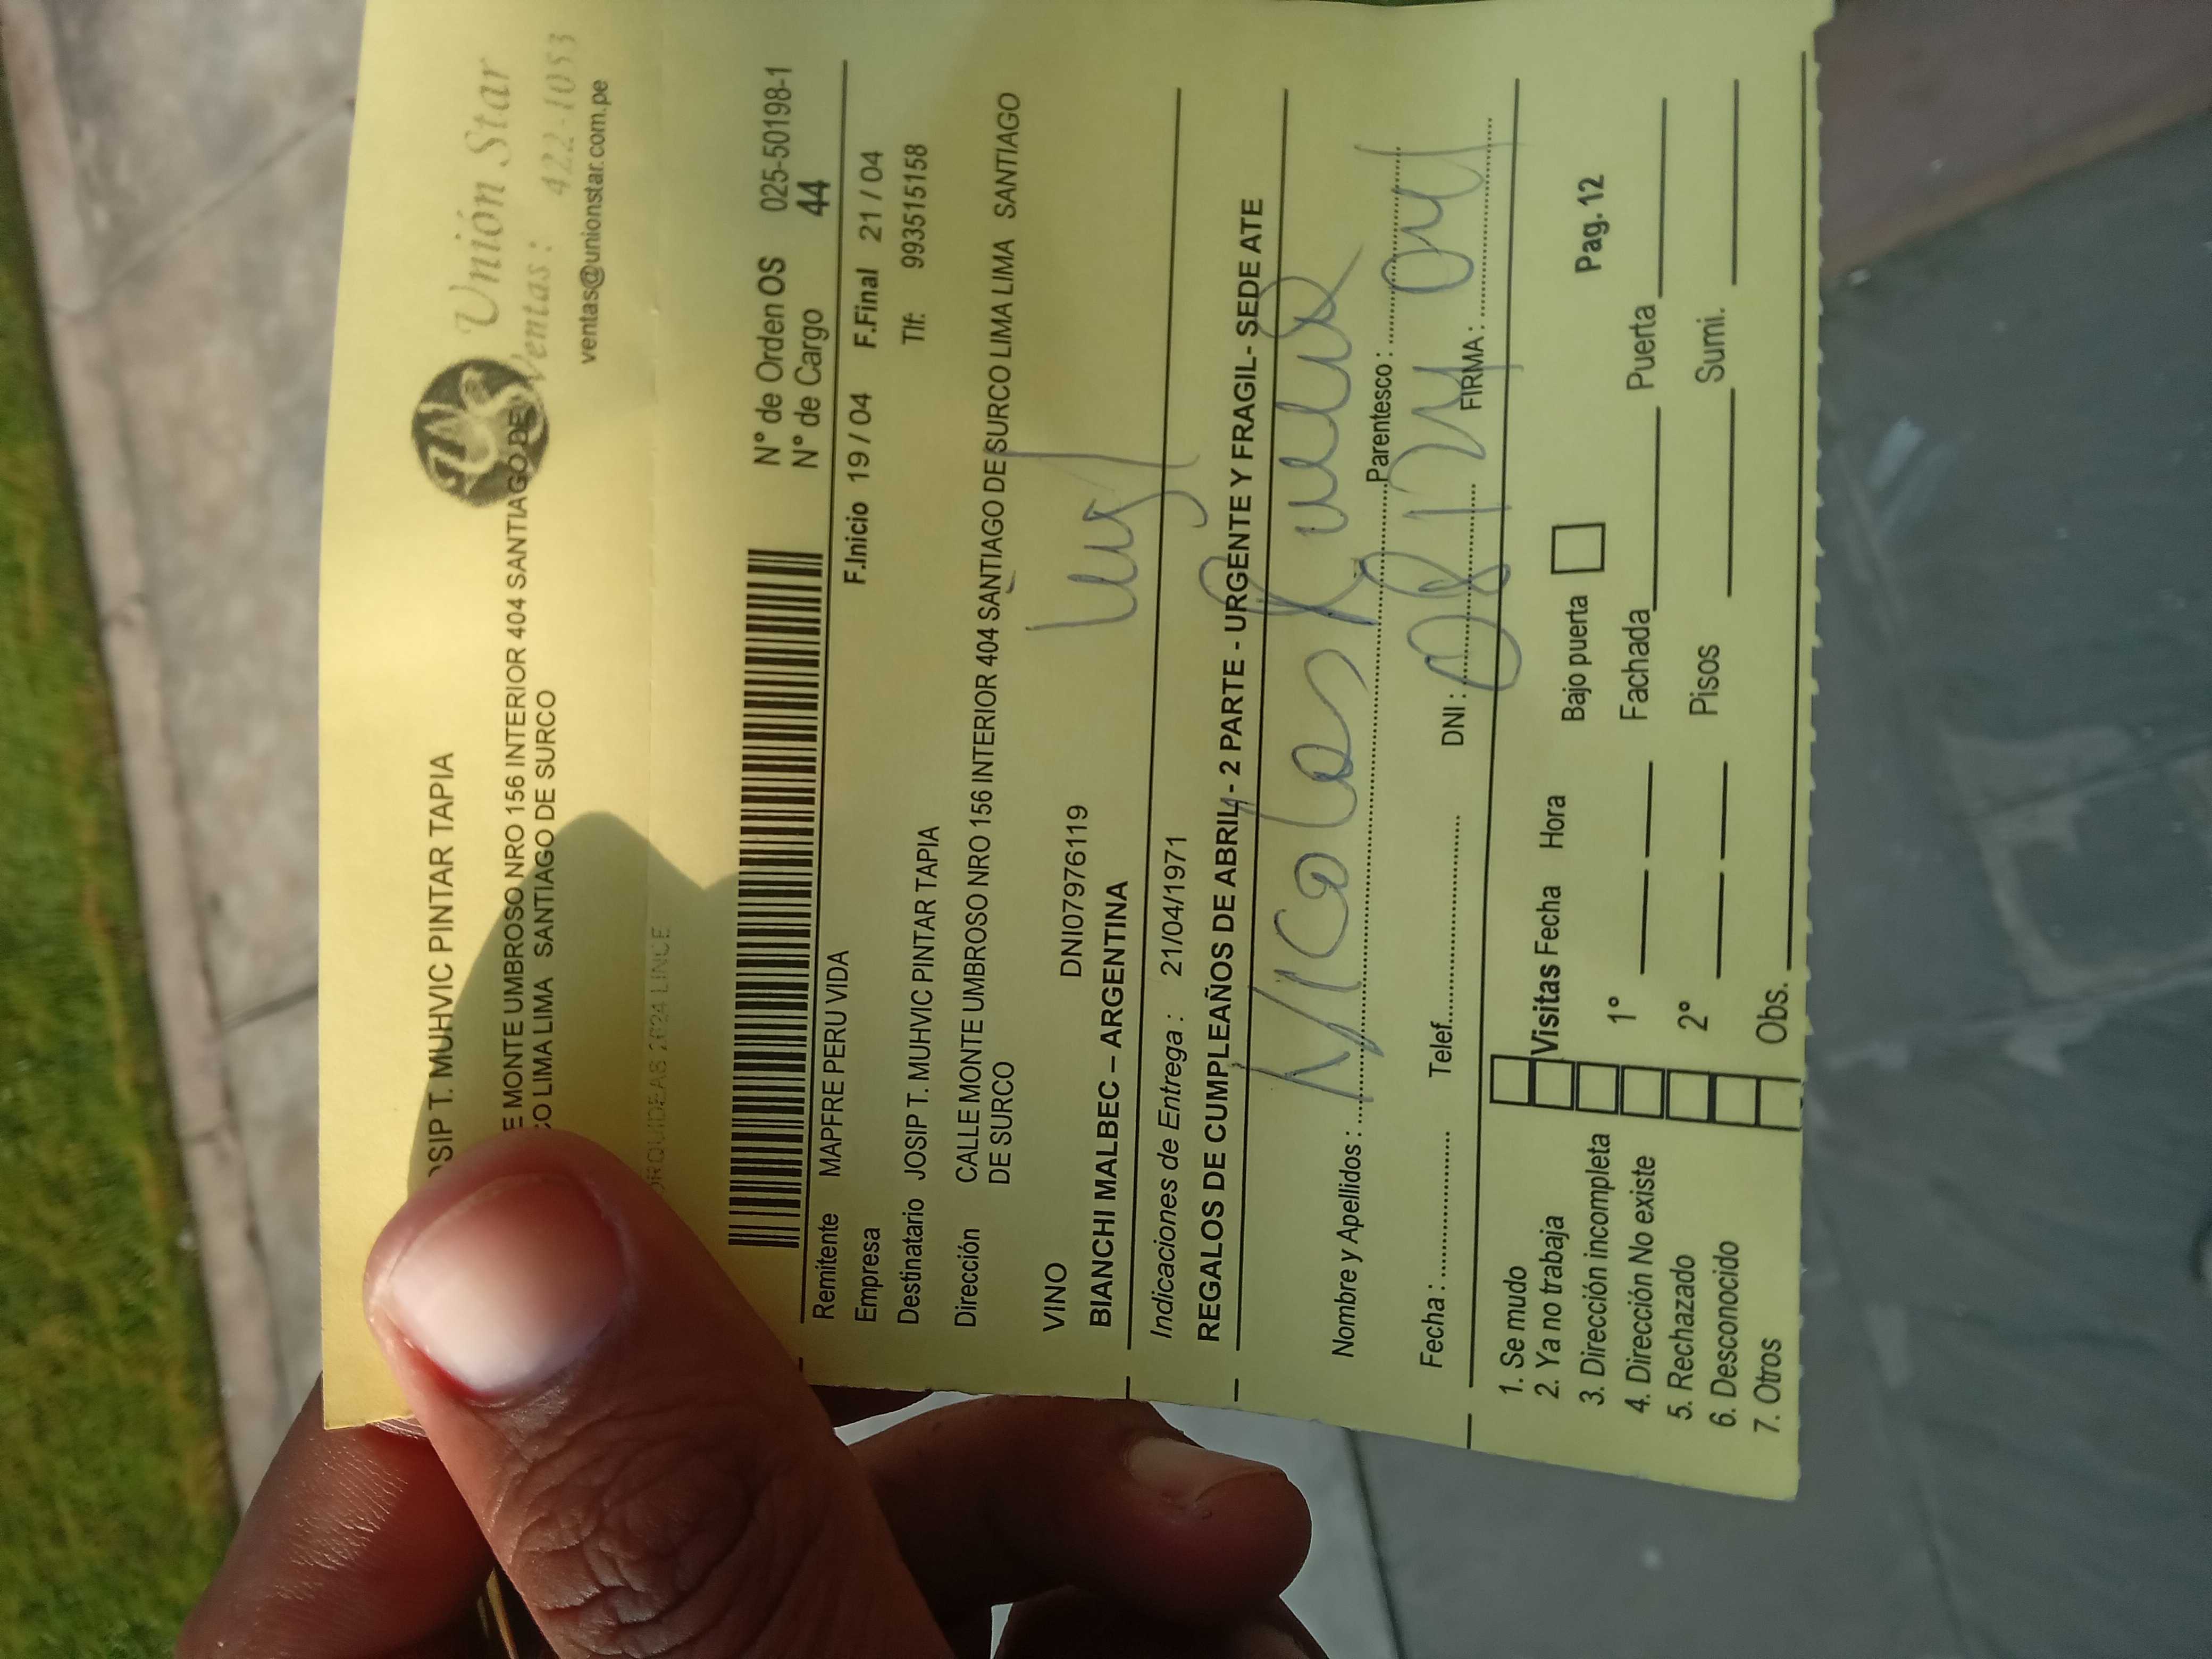 OSIP T. MUHVIC PINTAR TAPIA
E MONTE UMBROSO NRO 156 INTERIOR 404 SANTIAGO DE
CO LIMA LIMA SANTIAGO DE SURCO
Unión Star
Ventas: 422-1053
ventas@unionstar.com.pe
ORQUIDEAS 2624 LINCE
N° de Orden OS 025-50198-1
N° de Cargo 44
Remitente MAPFRE PERU VIDA
Empresa F.Inicio 19 / 04 F.Final 21 / 04
Destinatario JOSIP T. MUHVIC PINTAR TAPIA Tlf: 993515158
Dirección CALLE MONTE UMBROSO NRO 156 INTERIOR 404 SANTIAGO DE SURCO LIMA LIMA SANTIAGO
DE SURCO
VINO DNI07976119
BIANCHI MALBEC – ARGENTINA
Indicaciones de Entrega : 21/04/1971
REGALOS DE CUMPLEAÑOS DE ABRIL - 2 PARTE - URGENTE Y FRAGIL- SEDE ATE
Nombre y Apellidos : Nicolas Parentesco :
Fecha : Telef. DNI : FIRMA :
1. Se mudo
2. Ya no trabaja
3. Dirección incompleta
4. Dirección No existe
5. Rechazado
6. Desconocido
7. Otros
Visitas Fecha Hora Bajo puerta Pag. 12
1° Fachada Puerta
2° Pisos Sumi.
Obs.